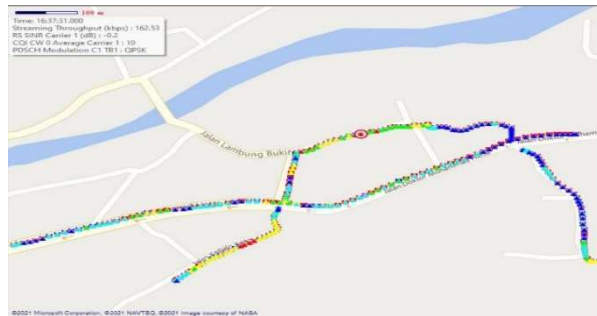 100 m
Time: 16:37:31.000
Streaming Throughput (kbps) : 162.53
RS SINR Carrier 1 (dB) : -0.2
CQI CW 0 Average Carrier 1 : 10
PDSCH Modulation C1 TB1 : QPSK
Jalan Lambung Bukit
©2021 Microsoft Corporation, ©2021 NAVTEQ, ©2021 Image courtesy of NASA